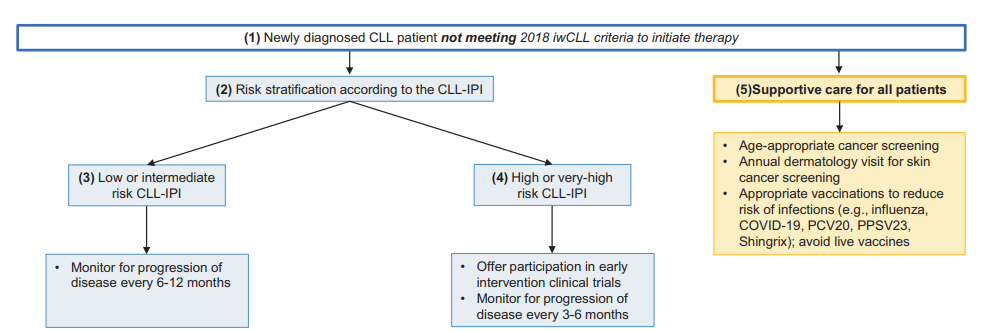 (1) Newly diagnosed CLL patient not meeting 2018 iwCLL criteria to initiate therapy
(2) Risk stratification according to the CLL-IPI
(5)Supportive care for all patients
(3) Low or intermediate
risk CLL-IPI
(4) High or very-high
risk CLL-IPI
• Age-appropriate cancer screening
• Annual dermatology visit for skin
cancer screening
• Appropriate vaccinations to reduce
risk of infections (e.g., influenza,
COVID-19, PCV20, PPSV23,
Shingrix); avoid live vaccines
• Monitor for progression of
disease every 6-12 months
• Offer participation in early
intervention clinical trials
• Monitor for progression of
disease every 3-6 months